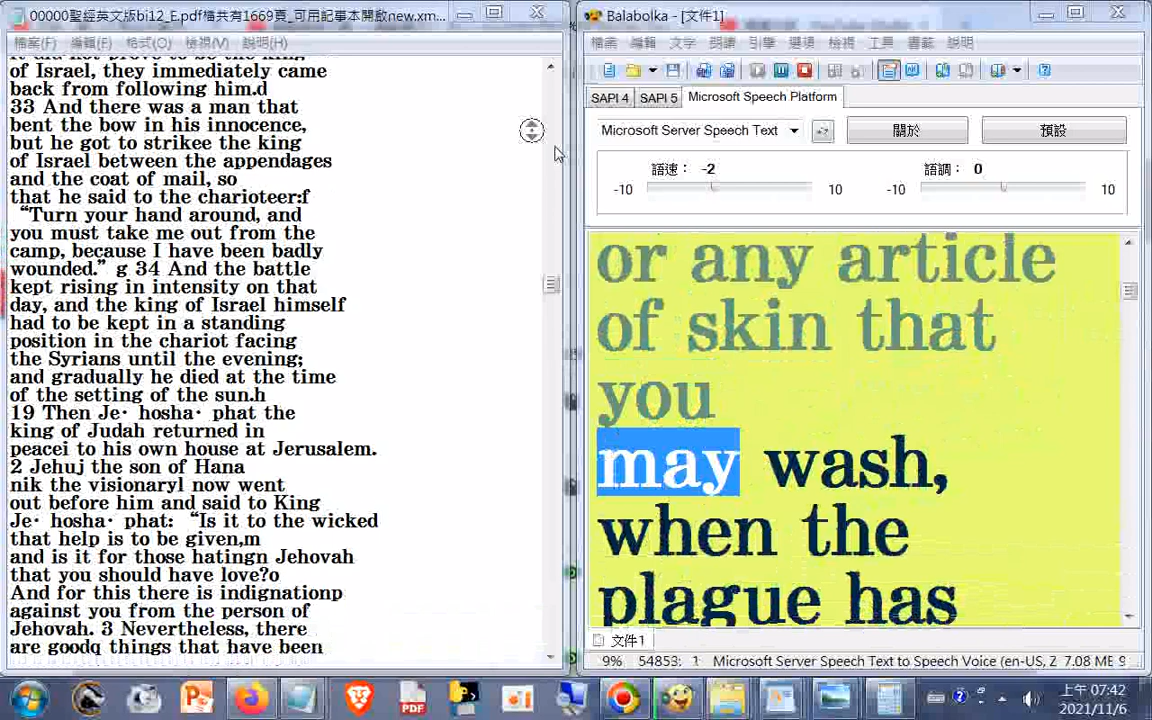 00000聖經英文版bi12_E.pdf檔共有1669頁_可用記事本開啟new.xm...
檔案(F) 編輯(E) 格式(O) 檢視(V) 說明(H)
it did not prove to be the king
of Israel, they immediately came
back from following him.d
33 And there was a man that
bent the bow in his innocence,
but he got to strikee the king
of Israel between the appendages
and the coat of mail, so
that he said to the charioteer:f
“Turn your hand around, and
you must take me out from the
camp, because I have been badly
wounded.” g 34 And the battle
kept rising in intensity on that
day, and the king of Israel himself
had to be kept in a standing
position in the chariot facing
the Syrians until the evening;
and gradually he died at the time
of the setting of the sun.h
19 Then Je· hosha· phat the
king of Judah returned in
peacei to his own house at Jerusalem.
2 Jehuj the son of Hana
nik the visionaryl now went
out before him and said to King
Je· hosha· phat: “Is it to the wicked
that help is to be given,m
and is it for those hatingn Jehovah
that you should have love?o
And for this there is indignationp
against you from the person of
Jehovah. 3 Nevertheless, there
are goodq things that have been
Balabolka - [文件1]
檔案 編輯 文字 朗讀 引擎 選項 檢視 工具 書籤 說明
SAPI 4 SAPI 5 Microsoft Speech Platform
Microsoft Server Speech Text 關於 預設
語速： -2 語調： 0
-10 10 -10 10
or any article
of skin that
you
may wash,
when the
plague has
文件1
9% 54853: 1 Microsoft Server Speech Text to Speech Voice (en-US, Z 7.08 MB 9
上午 07:42
2021/11/6